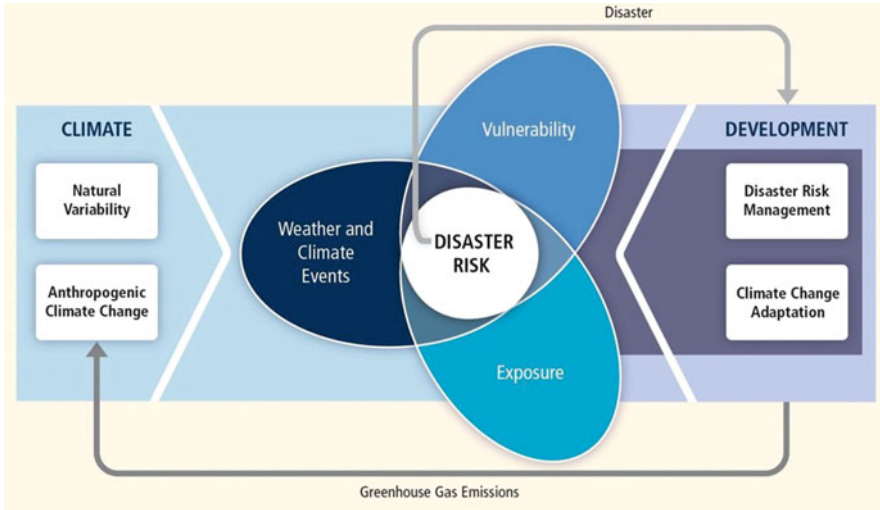 Disaster
CLIMATE
Natural
Variability
Anthropogenic
Climate Change
Vulnerability
Weather and
Climate
Events
DISASTER
RISK
Exposure
DEVELOPMENT
Disaster Risk
Management
Climate Change
Adaptation
Greenhouse Gas Emissions